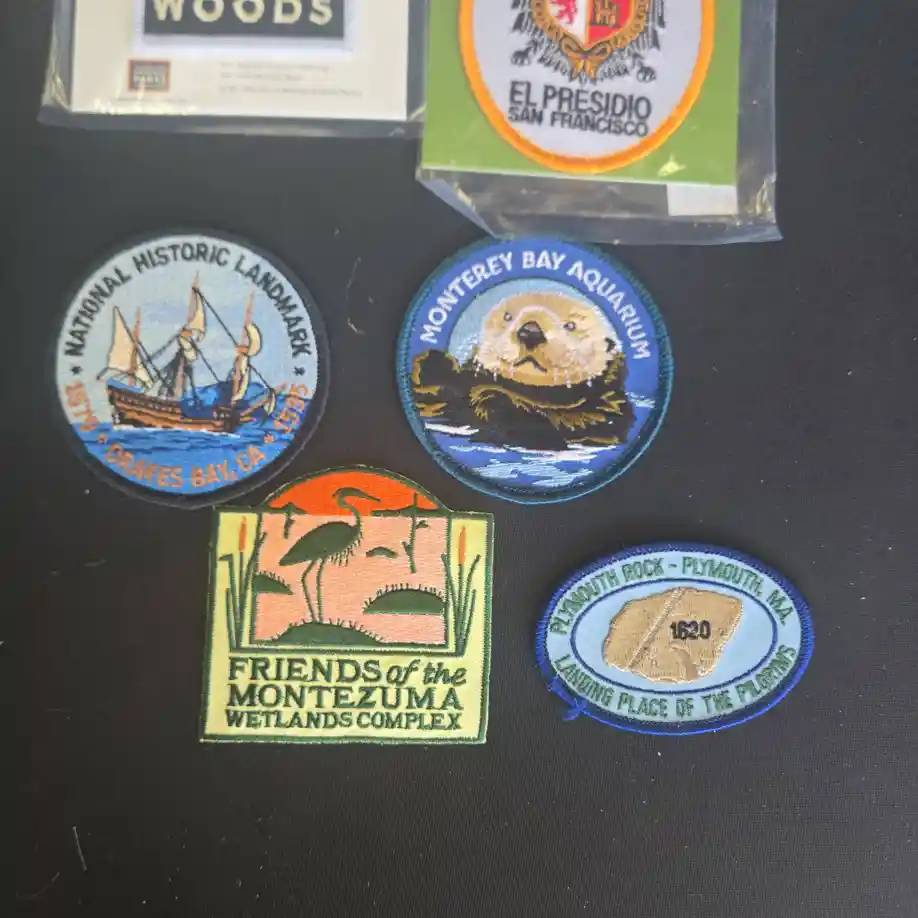 WOODS
EL PRESIDIO
SAN FRANCISCO
* NATIONAL HISTORIC LANDMARK *
1579 * DRAKES BAY, CA * 1995
MONTEREY BAY AQUARIUM
FRIENDS of the
MONTEZUMA
WETLANDS COMPLEX
PLYMOUTH ROCK - PLYMOUTH, MA.
1620
LANDING PLACE OF THE PILGRIMS